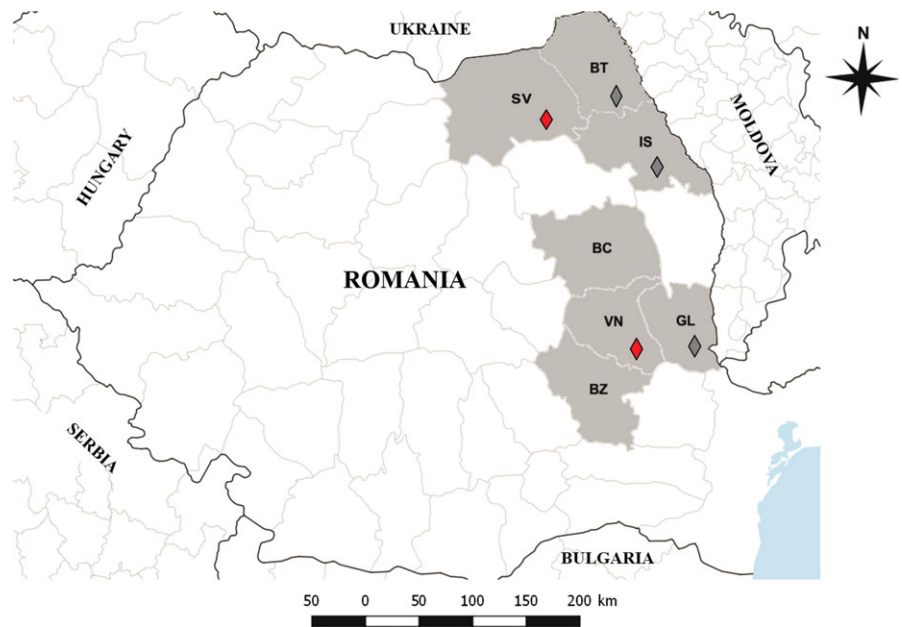 UKRAINE
N
BT
SV
MOLDOVA
IS
HUNGARY
BC
ROMANIA
VN
GL
BZ
SERBIA
BULGARIA
50 0 50 100 150 200 km